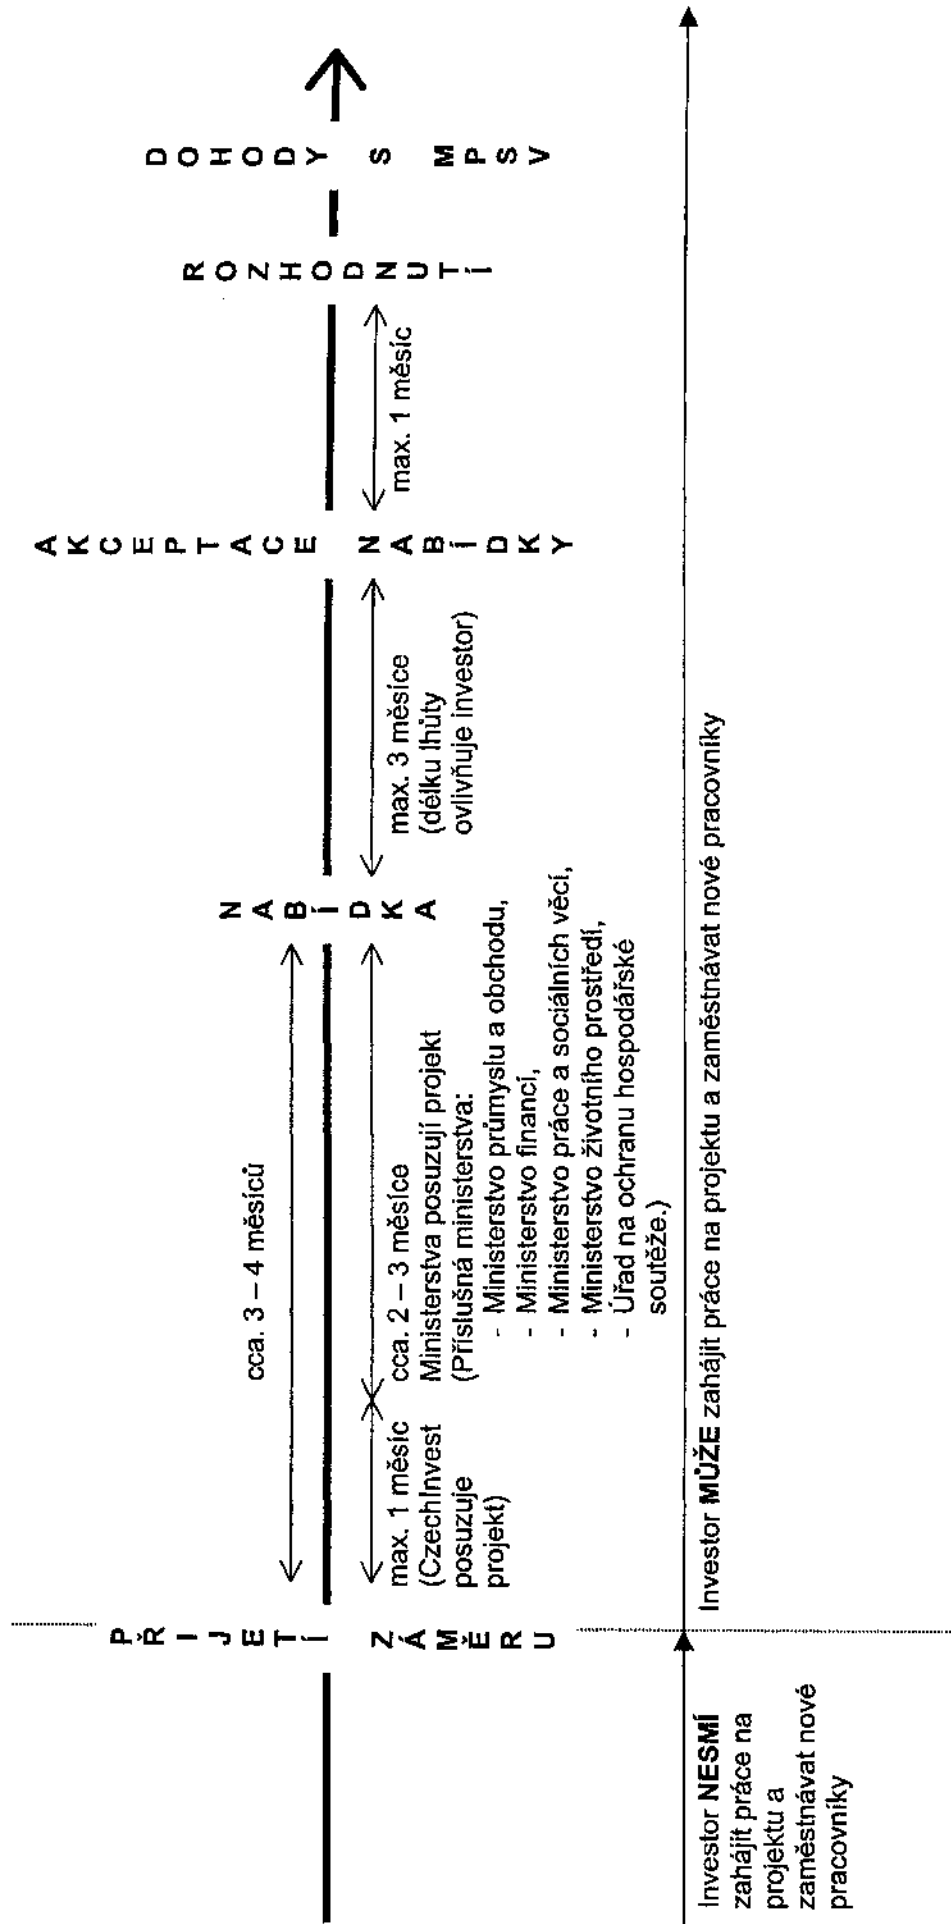 PŘIJETÍ ZÁMĚRU
NABÍDKA
AKCEPTACE NABÍDKY
ROZHODNUTÍ
DOHODY S MPSV
cca. 3 – 4 měsíců
max. 1 měsíc
(CzechInvest
posuzuje
projekt)
cca. 2 – 3 měsíce
Ministerstva posuzují projekt
(Příslušná ministerstva:
- Ministerstvo průmyslu a obchodu,
- Ministerstvo financí,
- Ministerstvo práce a sociálních věcí,
- Ministerstvo životního prostředí,
- Úřad na ochranu hospodářské
soutěže.)
max. 3 měsíce
(délku lhůty
ovlivňuje investor)
max. 1 měsíc
Investor NESMÍ
zahájit práce na
projektu a
zaměstnávat nové
pracovníky
Investor MŮŽE zahájit práce na projektu a zaměstnávat nové pracovníky